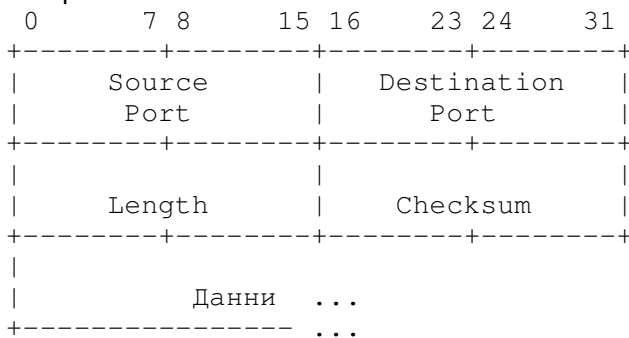 0 7 8 15 16 23 24 31
+--------+--------+--------+--------+
| Source | Destination |
| Port | Port |
+--------+--------+--------+--------+
| | |
| Length | Checksum |
+--------+--------+--------+--------+
|
| Данни ...
+---------------- ...